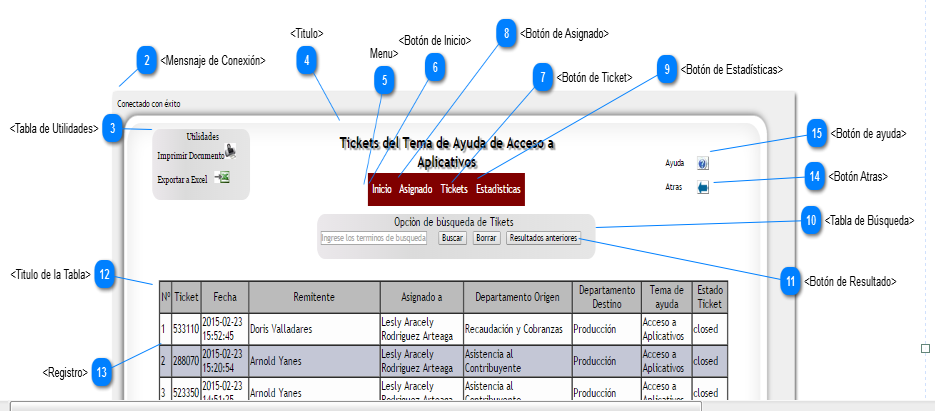 <Titulo>
8 <Botón de Asignado>
<Botón de Inicio>
Menu>
2 <Mensnaje de Conexión>
4
5
6
7 <Botón de Ticket>
9 <Botón de Estadísticas>
Conectado con éxito
<Tabla de Utilidades> 3
Utilidades
Imprimir Documento
Exportar a Excel
Tickets del Tema de Ayuda de Acceso a
Aplicativos
Inicio Asignado Tickets Estadisticas
15 <Botón de ayuda>
Ayuda
Atras
14 <Botón Atras>
Opciòn de bùsqueda de Tikets
Ingrese los terminos de busqueda Buscar Borrar Resultados anteriores
10 <Tabla de Búsqueda>
11 <Botón de Resultado>
<Titulo de la Tabla> 12
Nº Ticket Fecha Remitente Asignado a Departamento Origen Departamento Destino Tema de ayuda Estado Ticket
1 533110 2015-02-23 15:52:45 Doris Valladares Lesly Aracely Rodriguez Arteaga Recaudación y Cobranzas Producción Acceso a Aplicativos closed
2 288070 2015-02-23 15:20:54 Arnold Yanes Lesly Aracely Rodriguez Arteaga Asistencia al Contribuyente Producción Acceso a Aplicativos closed
<Registro> 13
3 523350 2015-02-23 14:51:25 Arnold Yanes Lesly Aracely Rodriguez Arteaga Asistencia al Contribuyente Producción Acceso a Aplicativos closed